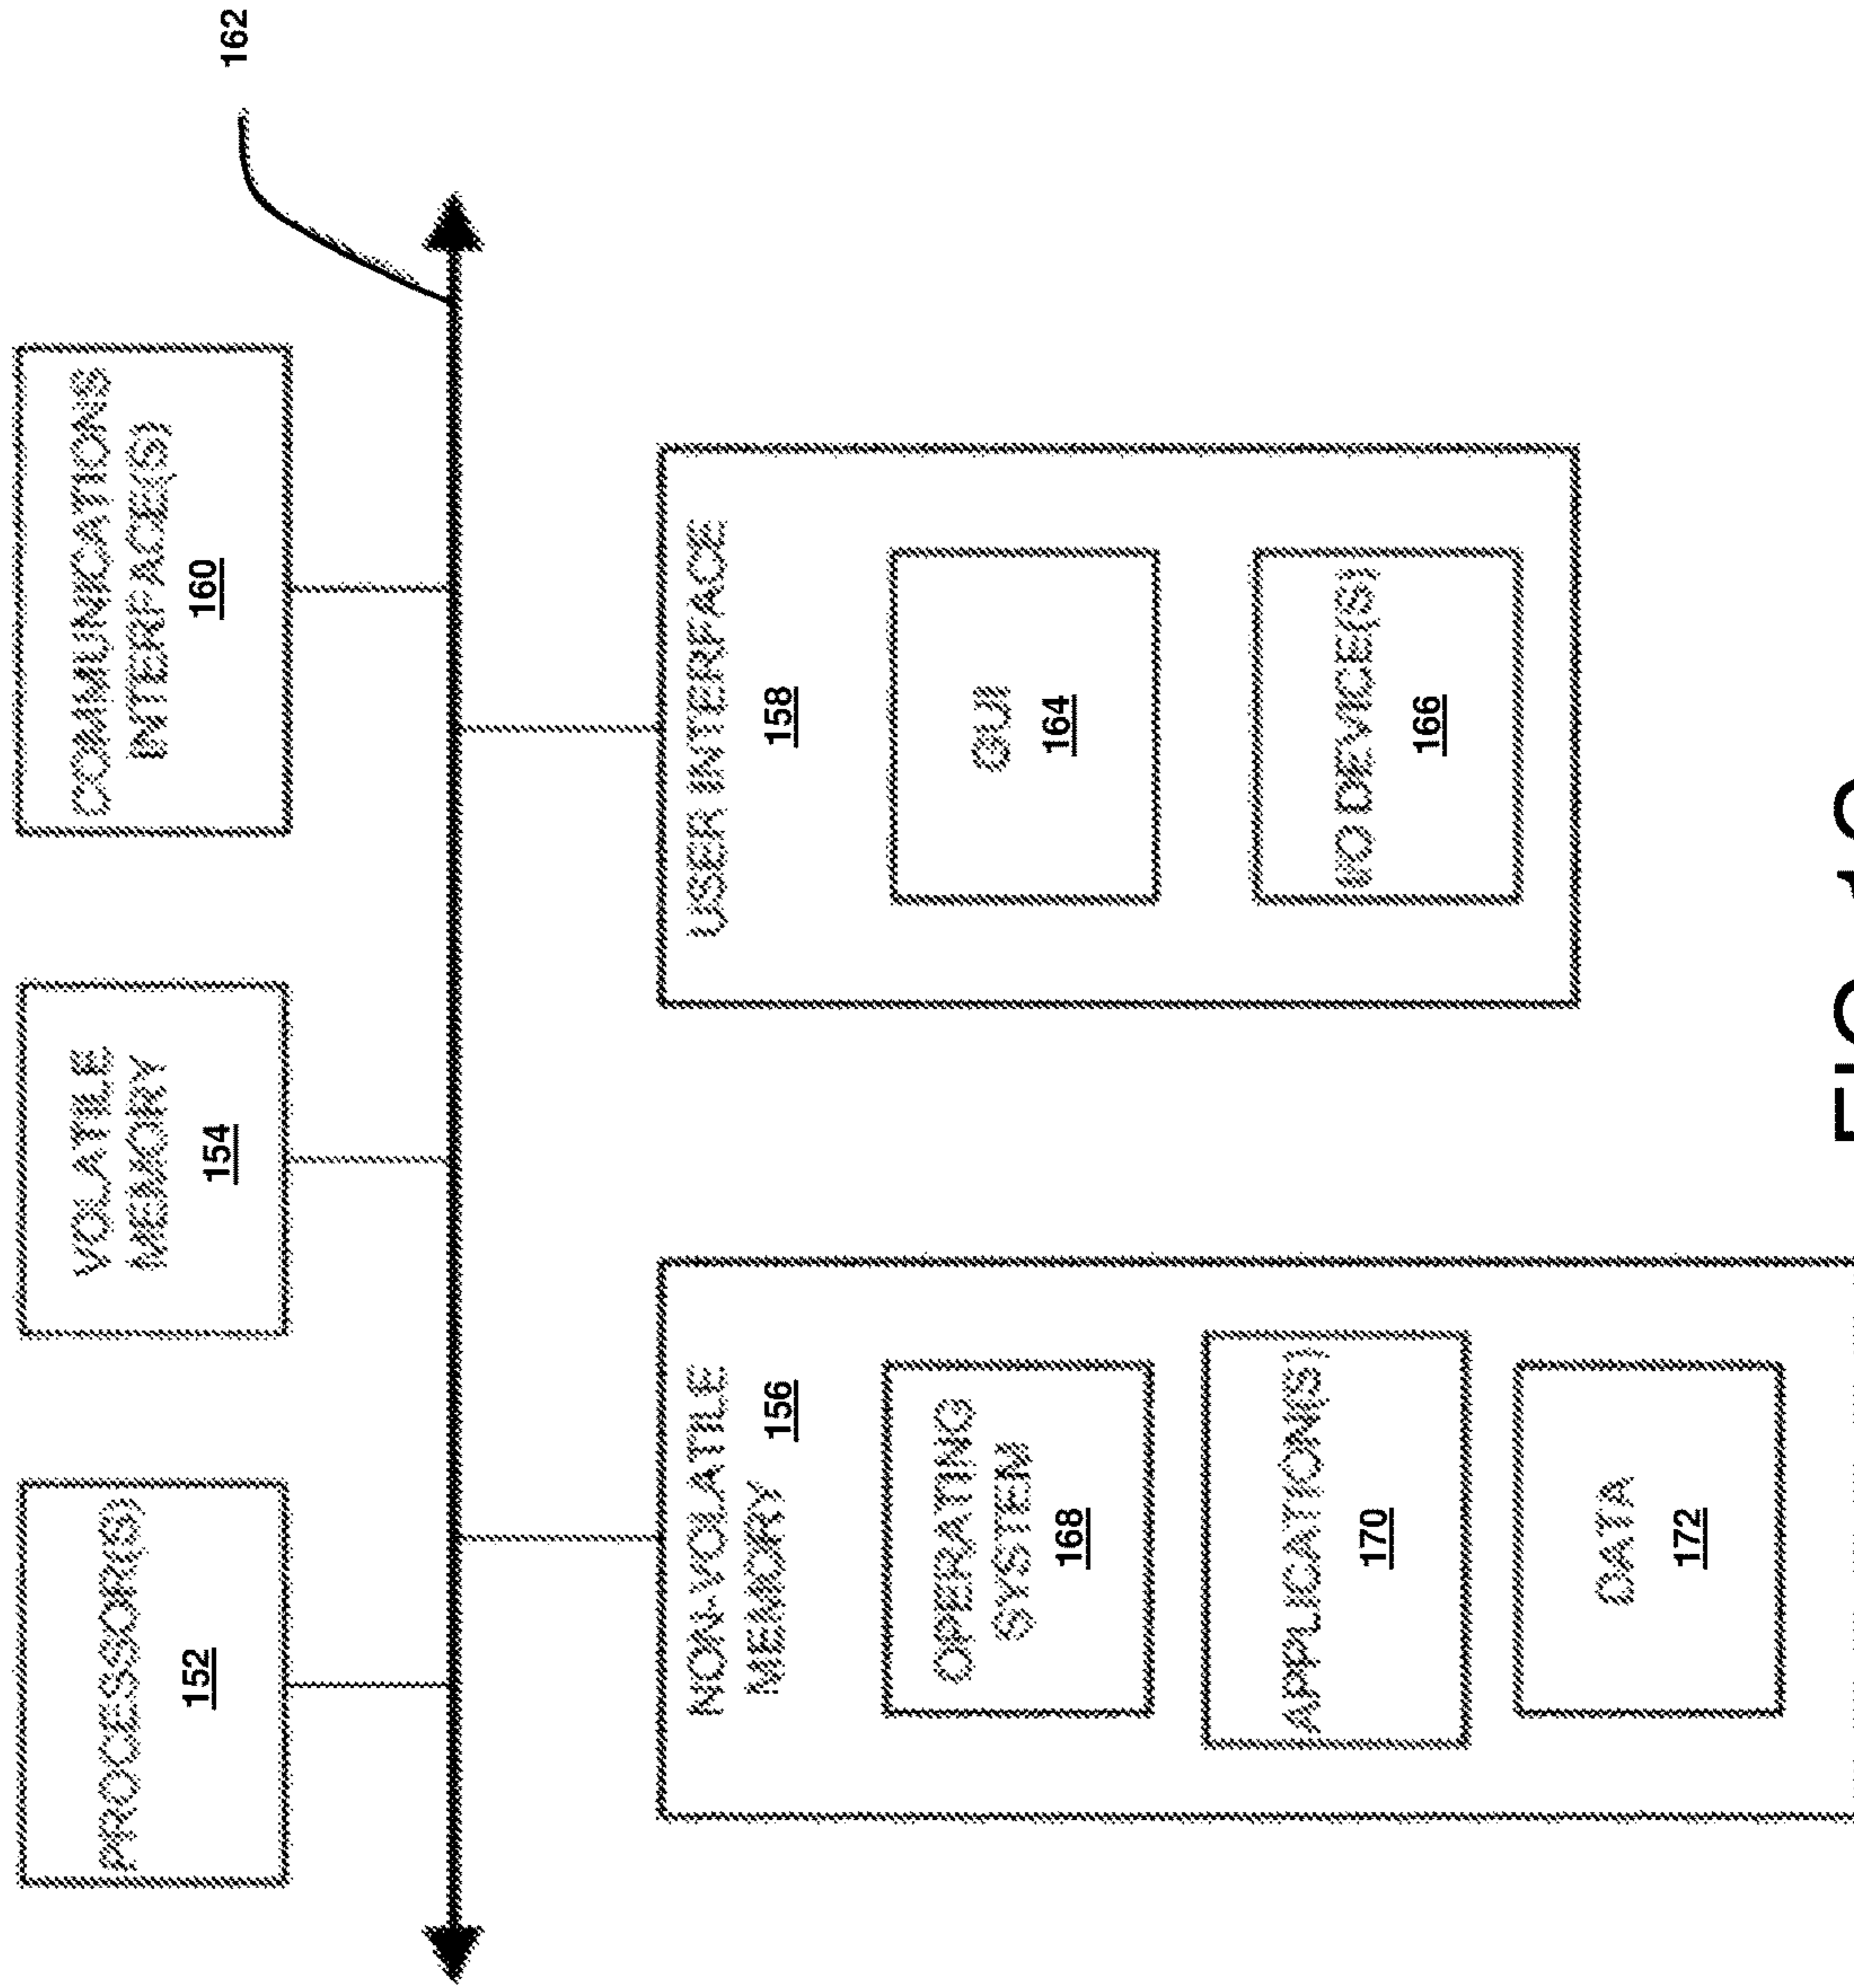 PROCESSOR(S)
152
VOLATILE
MEMORY
154
COMMUNICATIONS
INTERFACE(S)
160
162
NON-VOLATILE
MEMORY
156
OPERATING
SYSTEM
168
APPLICATION(S)
170
DATA
172
USER INTERFACE
158
GUI
164
I/O DEVICE(S)
166